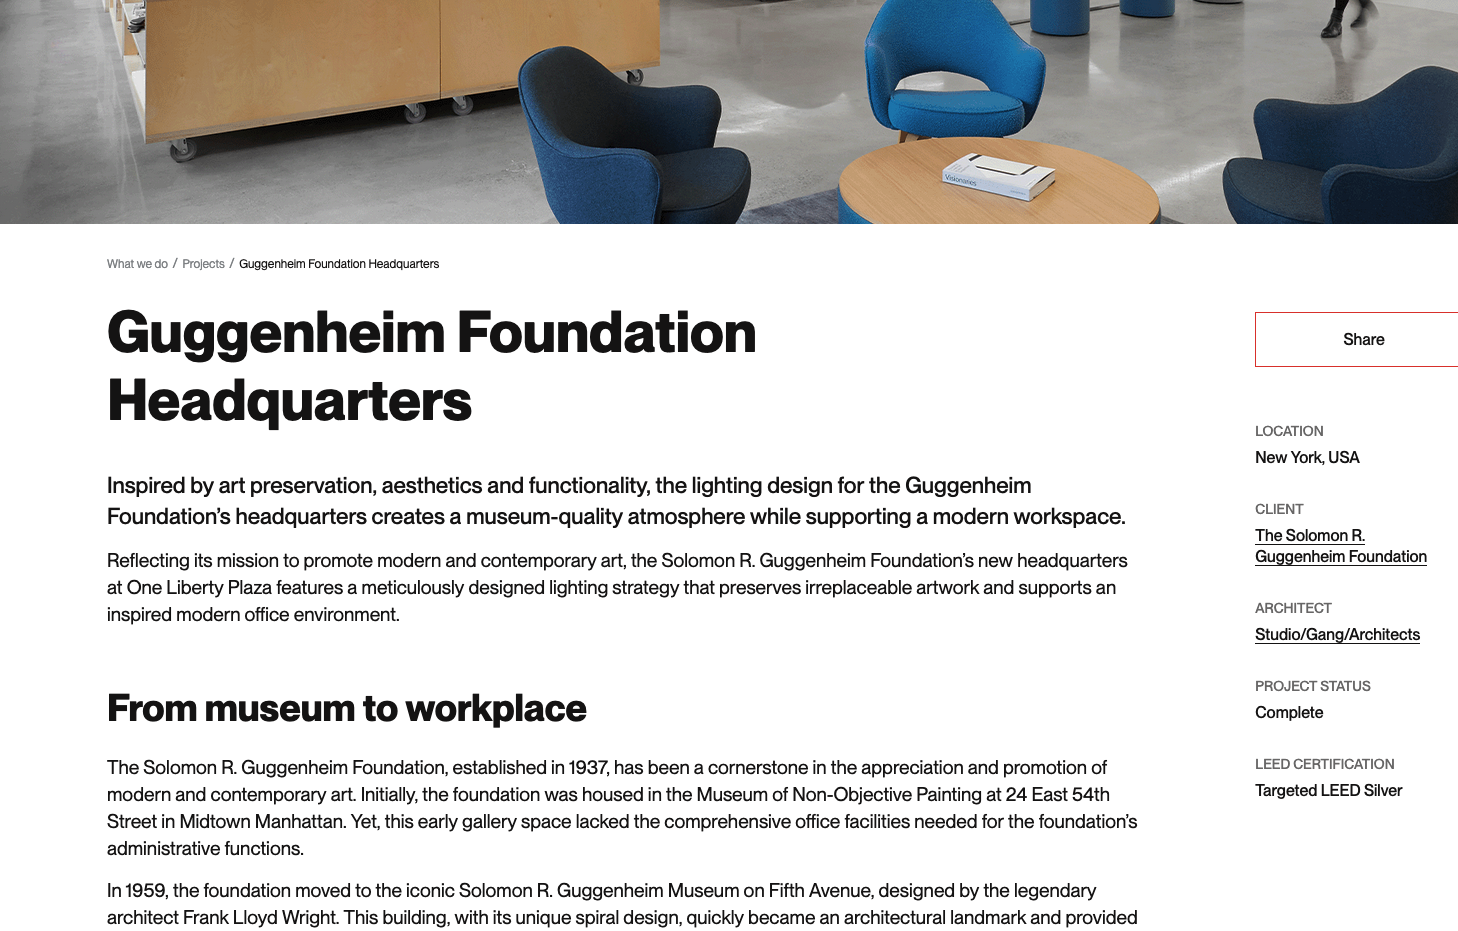 Visionaries
What we do / Projects / Guggenheim Foundation Headquarters
Guggenheim Foundation
Headquarters
Inspired by art preservation, aesthetics and functionality, the lighting design for the Guggenheim
Foundation’s headquarters creates a museum-quality atmosphere while supporting a modern workspace.
Reflecting its mission to promote modern and contemporary art, the Solomon R. Guggenheim Foundation’s new headquarters
at One Liberty Plaza features a meticulously designed lighting strategy that preserves irreplaceable artwork and supports an
inspired modern office environment.
From museum to workplace
The Solomon R. Guggenheim Foundation, established in 1937, has been a cornerstone in the appreciation and promotion of
modern and contemporary art. Initially, the foundation was housed in the Museum of Non-Objective Painting at 24 East 54th
Street in Midtown Manhattan. Yet, this early gallery space lacked the comprehensive office facilities needed for the foundation’s
administrative functions.
In 1959, the foundation moved to the iconic Solomon R. Guggenheim Museum on Fifth Avenue, designed by the legendary
architect Frank Lloyd Wright. This building, with its unique spiral design, quickly became an architectural landmark and provided
Share
LOCATION
New York, USA
CLIENT
The Solomon R.
Guggenheim Foundation
ARCHITECT
Studio/Gang/Architects
PROJECT STATUS
Complete
LEED CERTIFICATION
Targeted LEED Silver